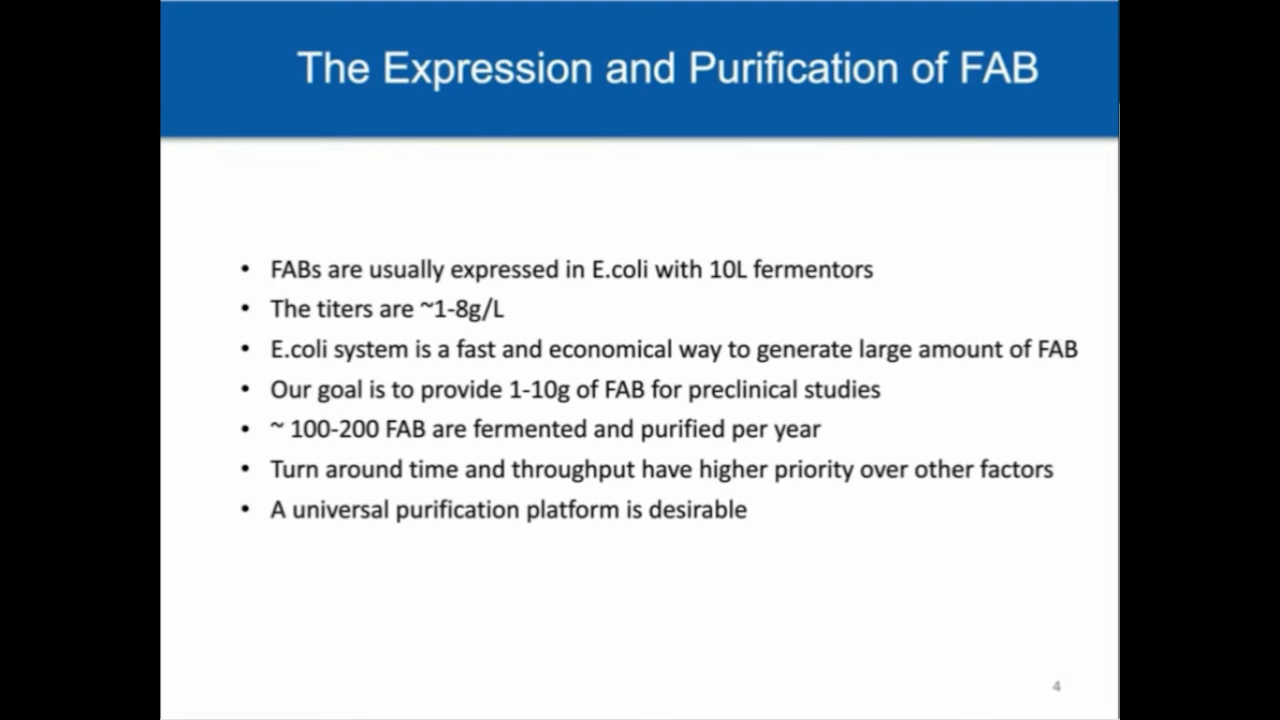 The Expression and Purification of FAB
• FABs are usually expressed in E.coli with 10L fermentors
• The titers are ~1-8g/L
• E.coli system is a fast and economical way to generate large amount of FAB
• Our goal is to provide 1-10g of FAB for preclinical studies
• ~ 100-200 FAB are fermented and purified per year
• Turn around time and throughput have higher priority over other factors
• A universal purification platform is desirable
4